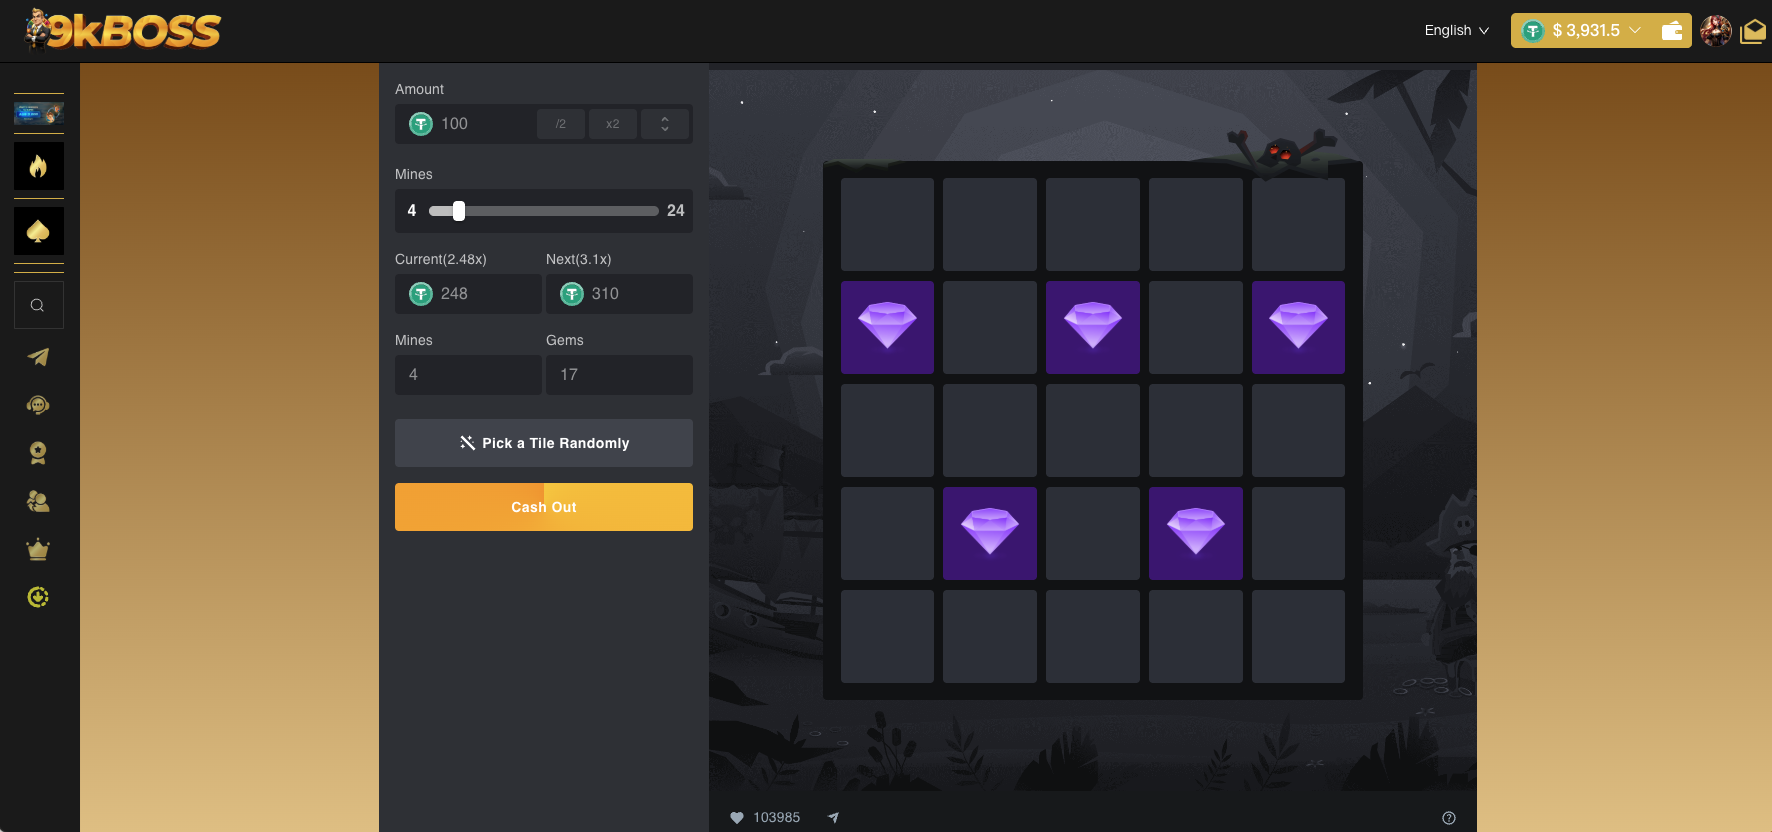 9kBOSS
English
$ 3,931.5
Amount
100
/2
x2
Mines
4
24
Current(2.48x)
Next(3.1x)
248
310
Mines
Gems
4
17
Pick a Tile Randomly
Cash Out
103985